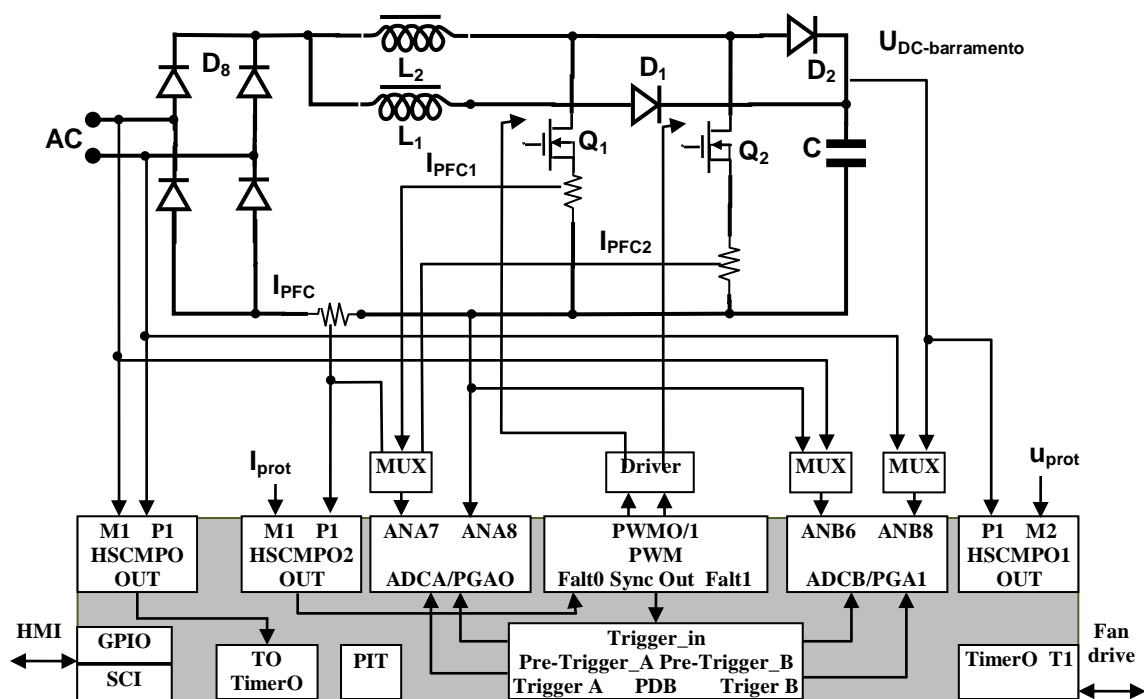 U DC-barramento
D8
L2
D1
D2
AC
L1
Q1
Q2
C
IPFC1
IPFC2
IPFC
MUX
Driver
MUX
MUX
Iprot
uprot
M1 P1
HSCMPO
OUT
M1 P1
HSCMPO2
OUT
ANA7 ANA8
ADCA/PGAO
PWMO/1
PWM
Falt0 Sync Out Falt1
ANB6 ANB8
ADCB/PGA1
P1 M2
HSCMPO1
OUT
HMI
GPIO
SCI
TO
TimerO
PIT
Trigger_in
Pre-Trigger_A Pre-Trigger_B
Trigger A PDB Triger B
TimerO T1
Fan
drive